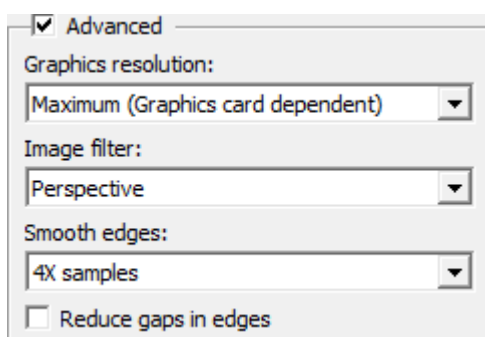 Advanced
Graphics resolution:
Maximum (Graphics card dependent)
Image filter:
Perspective
Smooth edges:
4X samples
Reduce gaps in edges